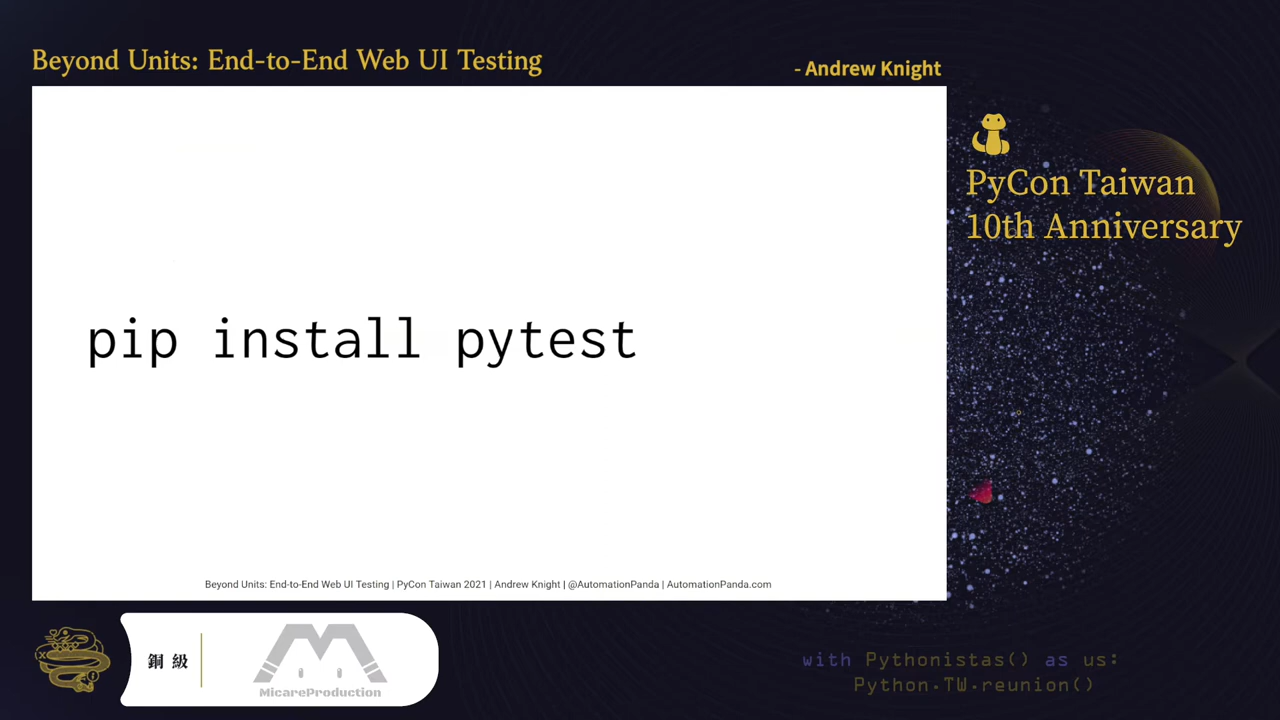 Beyond Units: End-to-End Web UI Testing
- Andrew Knight
PyCon Taiwan
10th Anniversary
pip install pytest
Beyond Units: End-to-End Web UI Testing | PyCon Taiwan 2021 | Andrew Knight | @AutomationPanda | AutomationPanda.com
銅 級
MicareProduction
with Pythonistas() as us:
Python.TW.reunion()